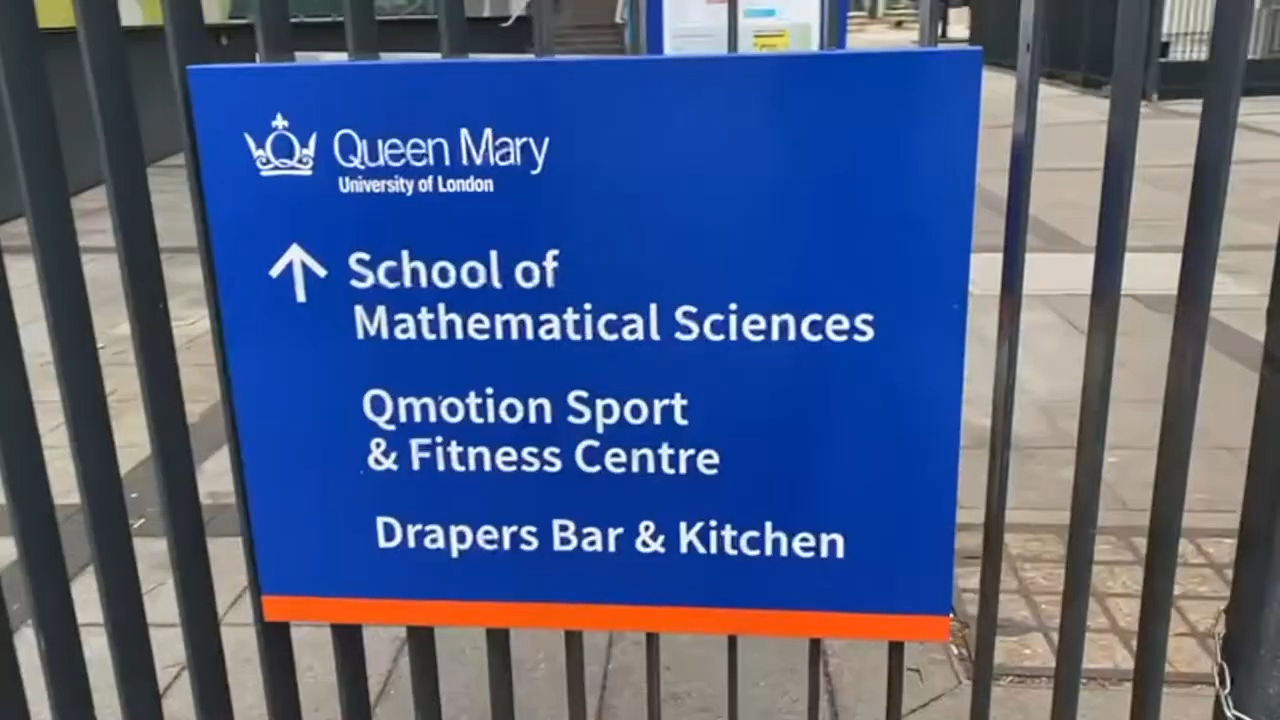 Queen Mary
University of London
School of
Mathematical Sciences
Qmotion Sport
& Fitness Centre
Drapers Bar & Kitchen